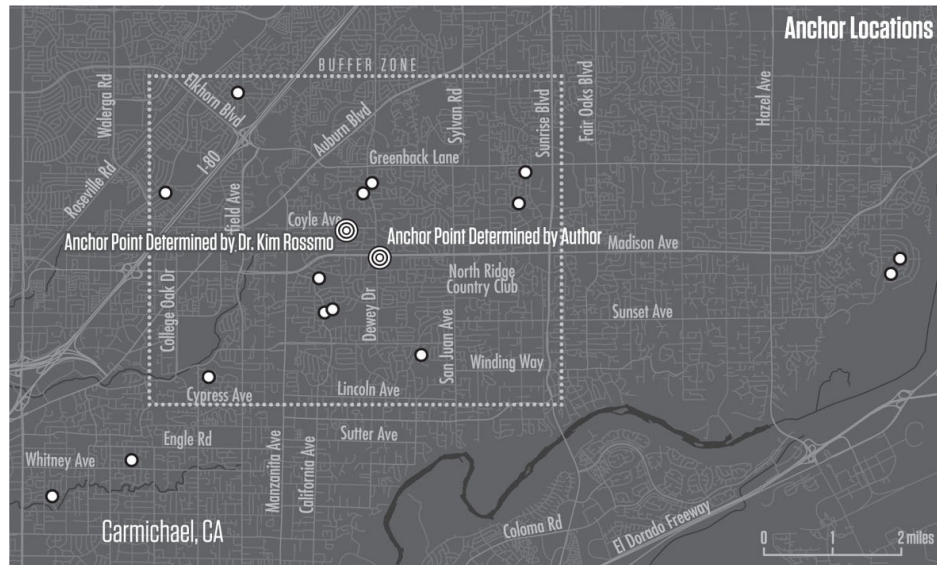 Anchor Locations
BUFFER ZONE
Walerga Rd
Elkhorn Blvd
Auburn Blvd
Sylvan Rd
Sunrise Blvd
Fair Oaks Blvd
Hazel Ave
Roseville Rd
I-80
Greenback Lane
field Ave
Coyle Ave
Anchor Point Determined by Dr. Kim Rossmo
Anchor Point Determined by Author
Madison Ave
North Ridge
Country Club
College Oak Dr
Dewey Dr
San Juan Ave
Sunset Ave
Winding Way
Cypress Ave
Lincoln Ave
Engle Rd
Sutter Ave
Whitney Ave
Manzanita Ave
California Ave
Carmichael, CA
Coloma Rd
El Dorado Freeway
0 1 2 miles